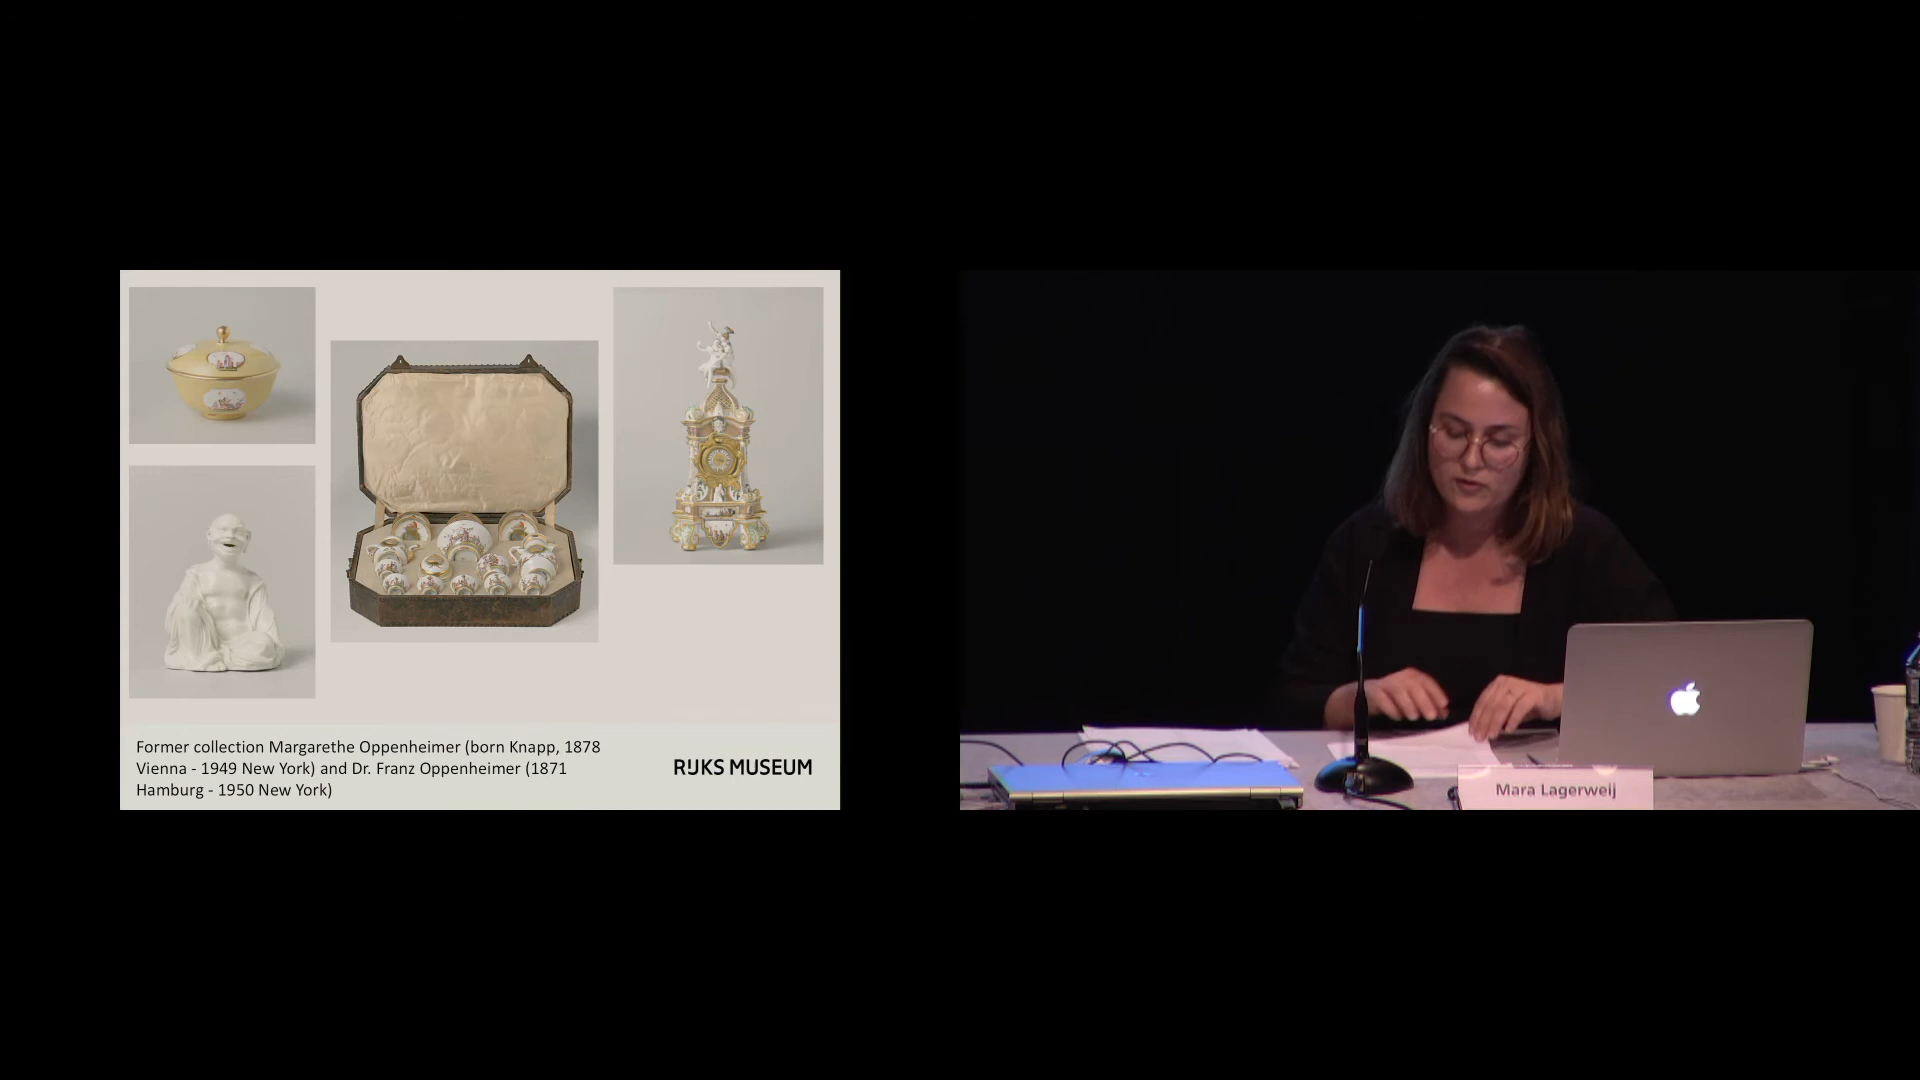 Former collection Margarethe Oppenheimer (born Knapp, 1878
Vienna - 1949 New York) and Dr. Franz Oppenheimer (1871
Hamburg - 1950 New York)
RIJKS MUSEUM
Mara Lagerweij